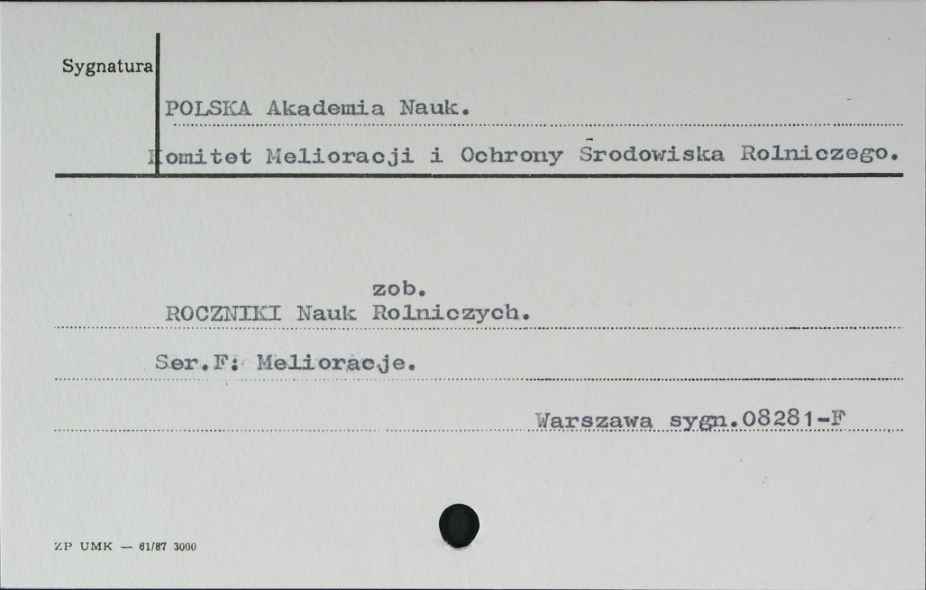 Sygnatura
POLSKA Akademia Nauk.
Komitet Melioracji i Ochrony Środowiska Rolniczego.
zob.
ROCZNIKI Nauk Rolniczych.
Ser.F: Melioracje.
Warszawa sygn.08281-F
ZP UMK — 61/67 3000